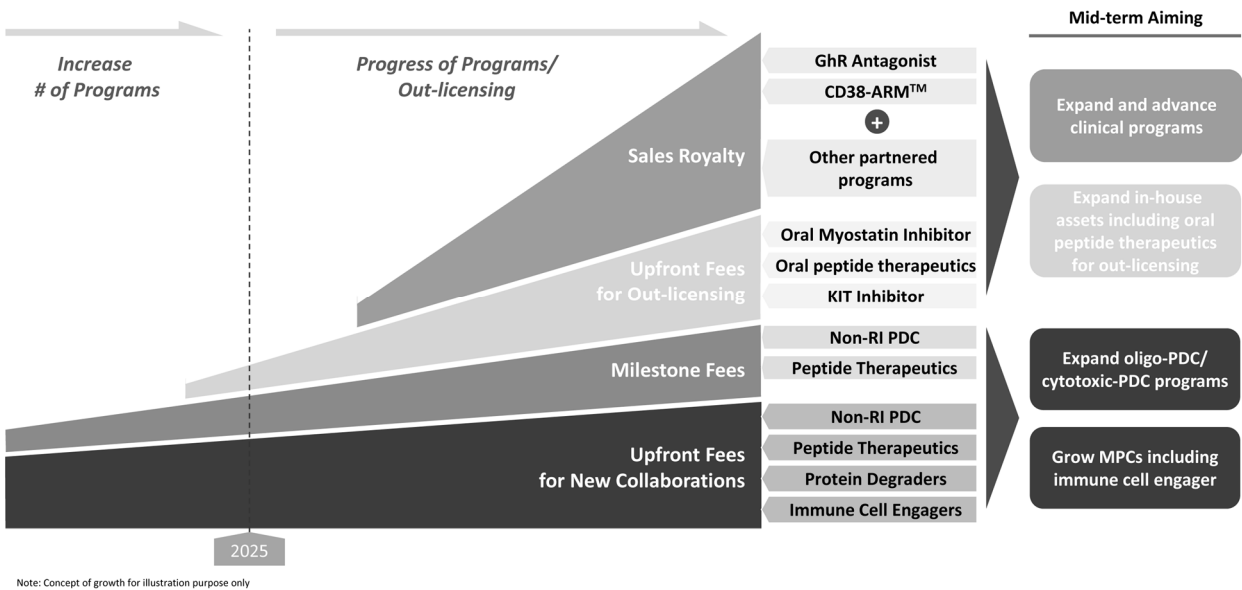 Increase
# of Programs
Progress of Programs/
Out-licensing
Sales Royalty
Upfront Fees
for Out-licensing
Milestone Fees
Upfront Fees
for New Collaborations
2025
GhR Antagonist
CD38-ARM™
+
Other partnered
programs
Oral Myostatin Inhibitor
Oral peptide therapeutics
KIT Inhibitor
Non-RI PDC
Peptide Therapeutics
Non-RI PDC
Peptide Therapeutics
Protein Degraders
Immune Cell Engagers
Mid-term Aiming
Expand and advance
clinical programs
Expand in-house
assets including oral
peptide therapeutics
for out-licensing
Expand oligo-PDC/
cytotoxic-PDC programs
Grow MPCs including
immune cell engager
Note: Concept of growth for illustration purpose only